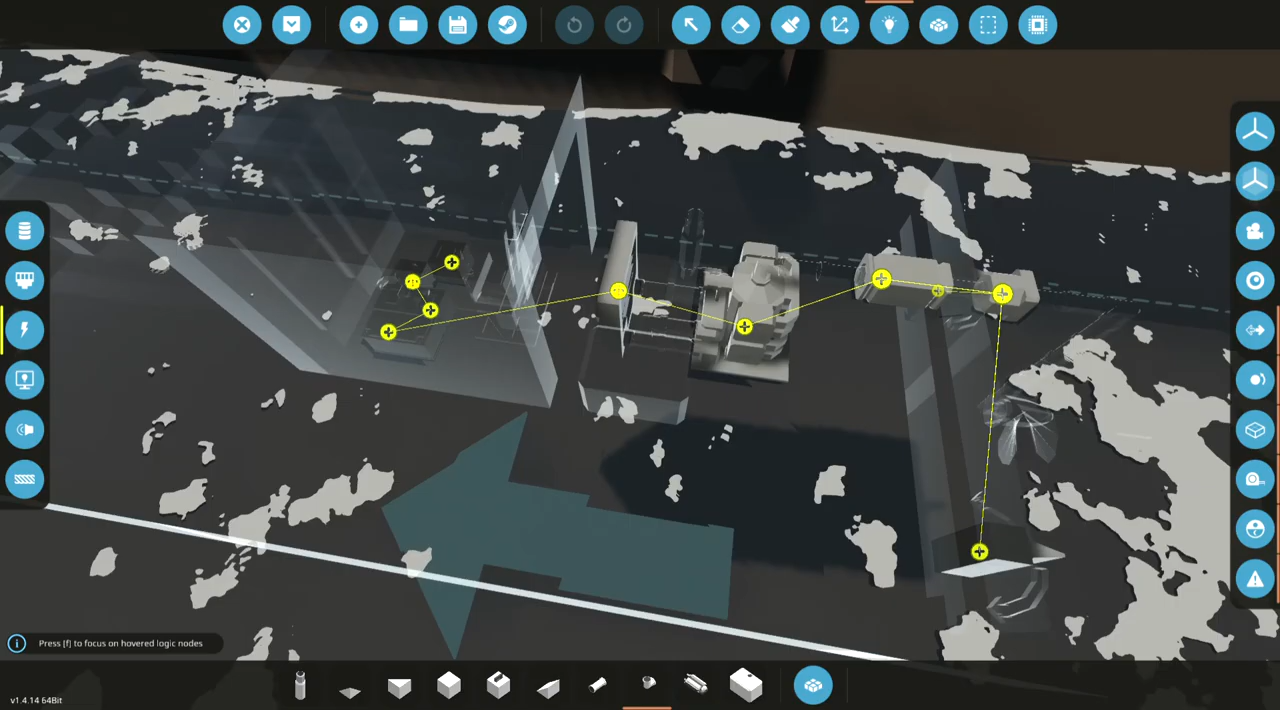 Press [f] to focus on hovered logic nodes
v1.4.14 64Bit